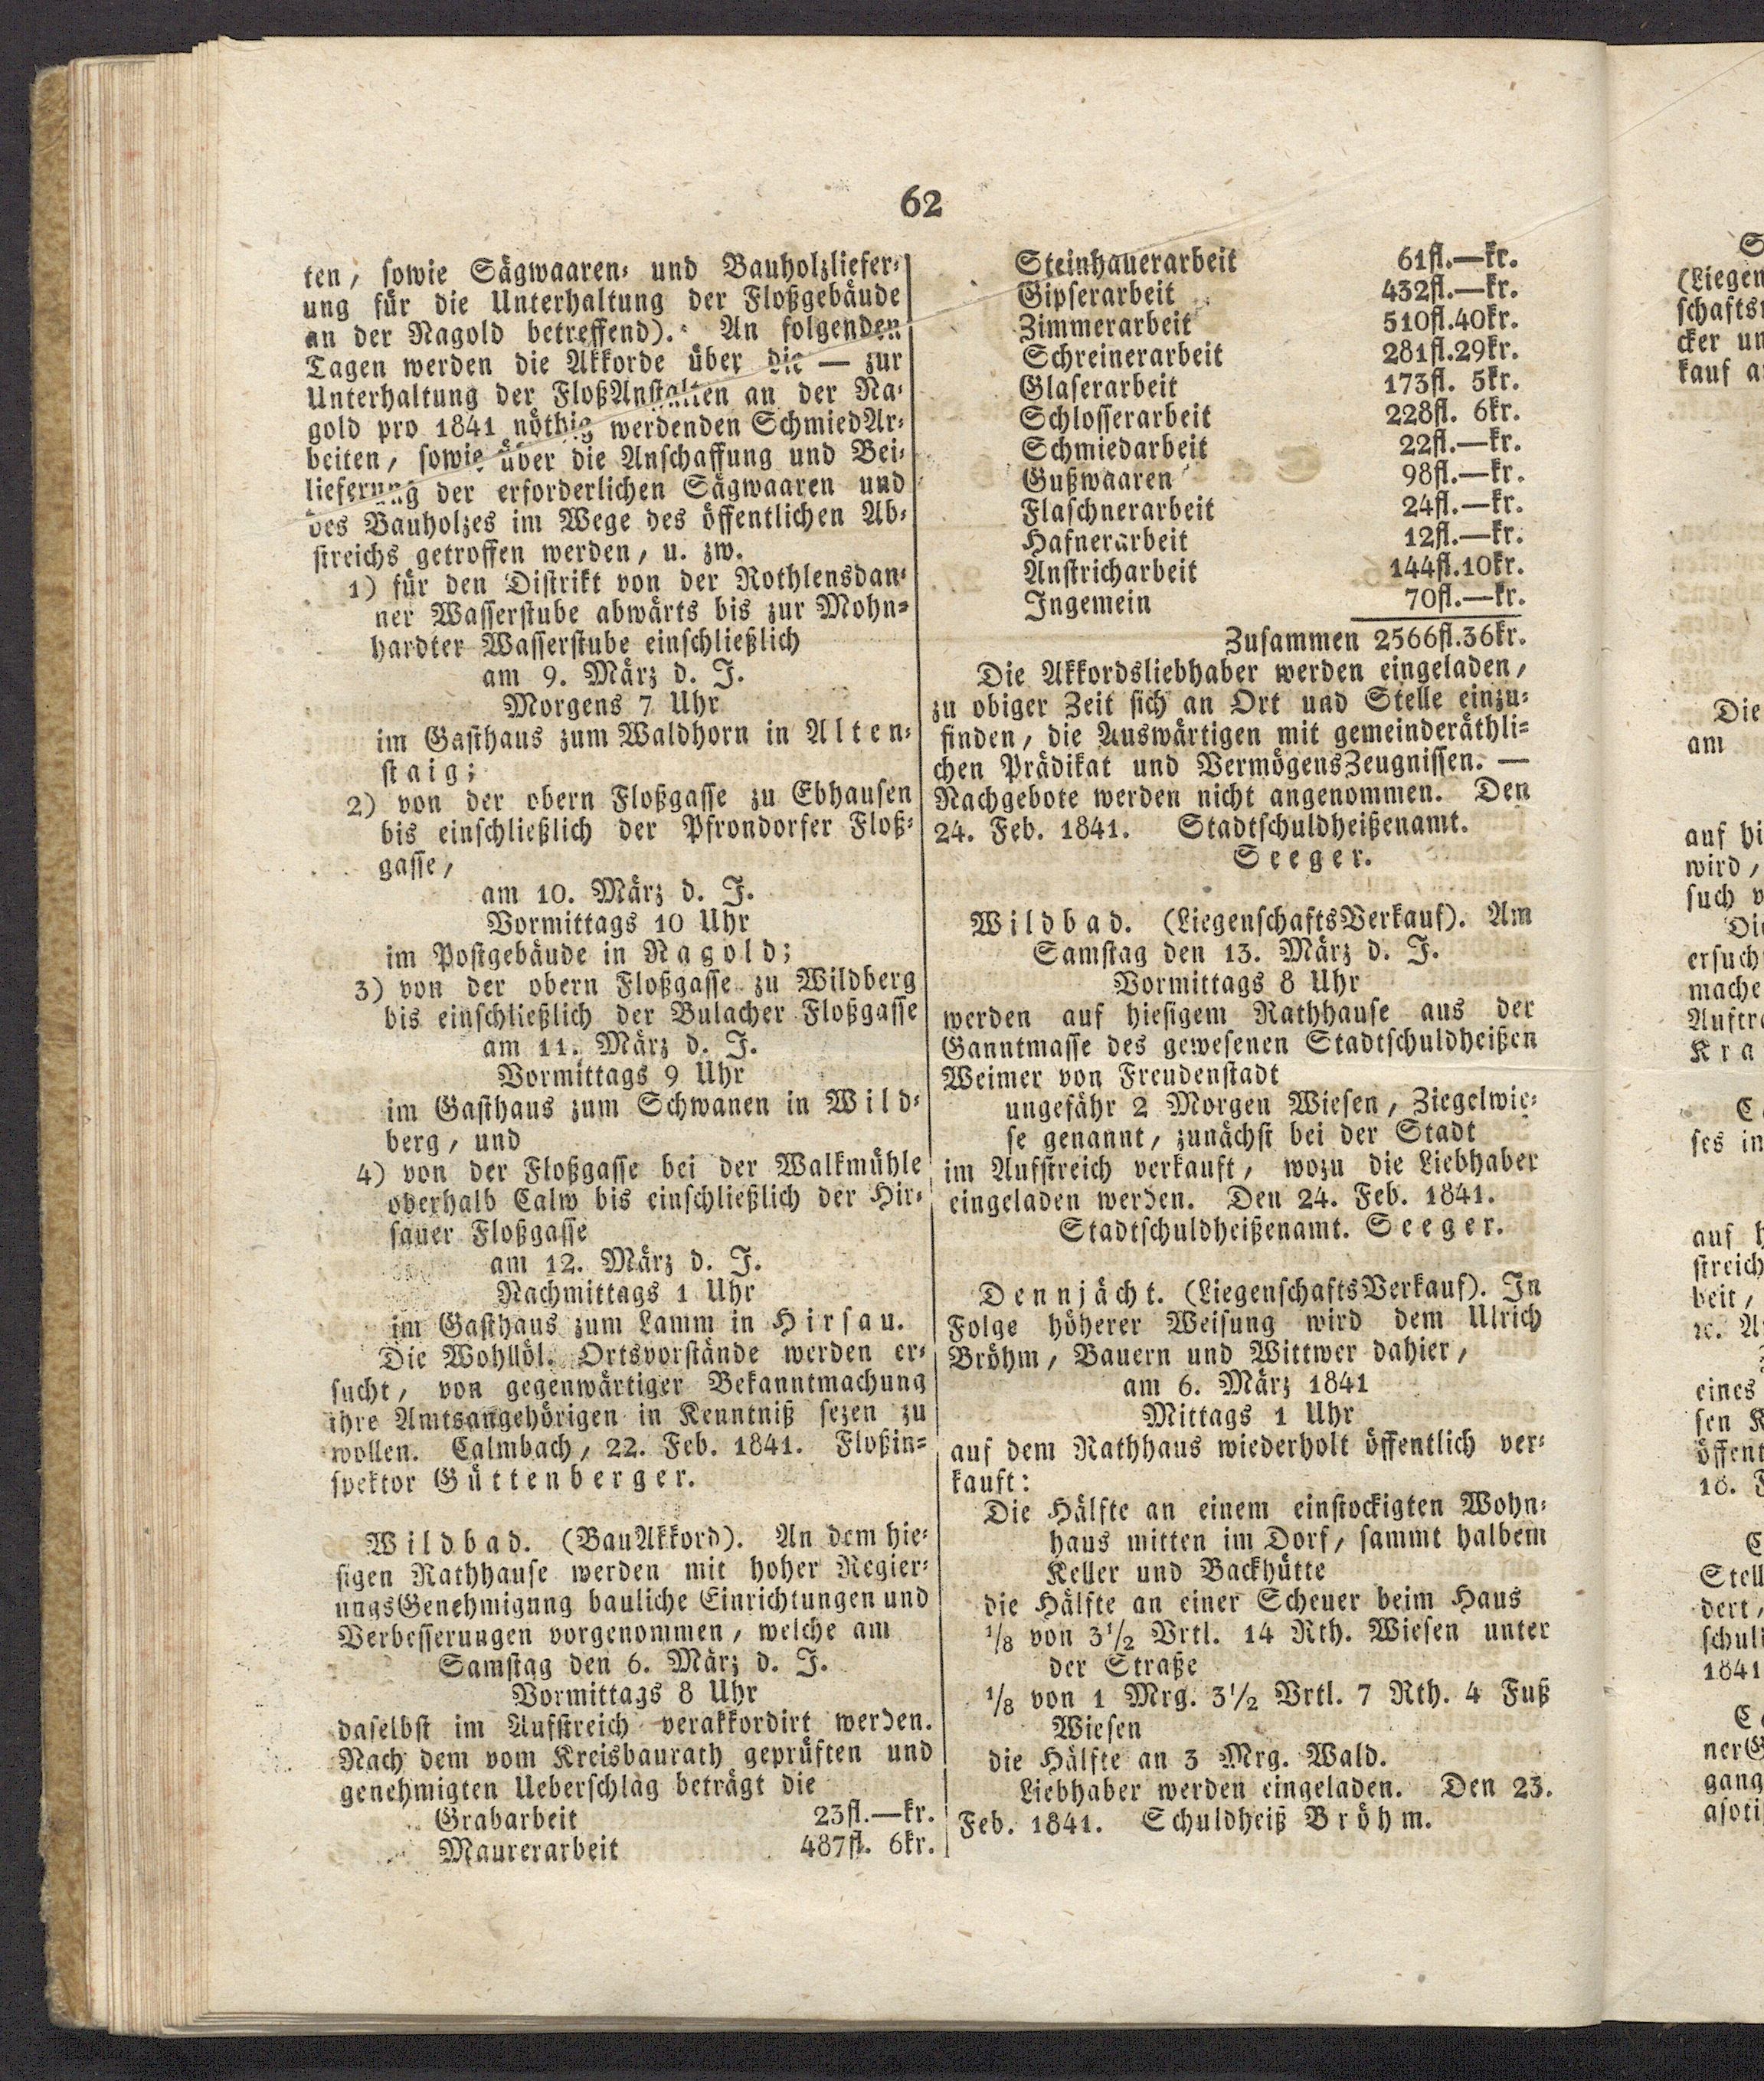 62
ten, sowie Sägwaaren- und Bauholzliefer-
ung für die Unterhaltung der Floßgebäude
an der Nagold betreffend). An folgenden
Tagen werden die Akkorde über die — zur
Unterhaltung der FloßAnstalten an der Na-
gold pro 1841 nöthig werdenden SchmiedAr-
beiten, sowie über die Anschaffung und Bei-
lieferung der erforderlichen Sägwaaren und
des Bauholzes im Wege des öffentlichen Ab-
streichs getroffen werden, u. zw.
1) für den Distrikt von der Rothlensdan-
ner Wasserstube abwärts bis zur Mohn-
hardter Wasserstube einschließlich
am 9. März d. J.
Morgens 7 Uhr
im Gasthaus zum Waldhorn in Alten-
staig;
2) von der obern Floßgasse zu Ebhausen
bis einschließlich der Pfrondorfer Floß-
gasse,
am 10. März d. J.
Vormittags 10 Uhr
im Postgebäude in Nagold;
3) von der obern Floßgasse zu Wildberg
bis einschließlich der Bulacher Floßgasse
am 11. März d. J.
Vormittags 9 Uhr
im Gasthaus zum Schwanen in Wild-
berg, und
4) von der Floßgasse bei der Walkmühle
oberhalb Calw bis einschließlich der Hir-
sauer Floßgasse
am 12. März d. J.
Nachmittags 1 Uhr
im Gasthaus zum Lamm in Hirsau.
Die Wohllöl. Ortsvorstände werden er-
sucht, von gegenwärtiger Bekanntmachung
ihre Amtsangehörigen in Kenntniß sezen zu
wollen. Calmbach, 22. Feb. 1841. Floßin-
spektor Güttenberger.
Wildbad. (BauAkkord). An dem hie-
sigen Rathhause werden mit hoher Regier-
ungsGenehmigung bauliche Einrichtungen und
Verbesserungen vorgenommen, welche am
Samstag den 6. März d. J.
Vormittags 8 Uhr
daselbst im Aufstreich verakkordirt werden.
Nach dem vom Kreisbaurath geprüften und
genehmigten Ueberschlag beträgt die
Grabarbeit 23fl.—kr.
Maurerarbeit 487fl. 6kr.
Steinhauerarbeit 61fl.—kr.
Gipserarbeit 432fl.—kr.
Zimmerarbeit 510fl.40kr.
Schreinerarbeit 281fl.29kr.
Glaserarbeit 173fl. 5kr.
Schlosserarbeit 228fl. 6kr.
Schmiedarbeit 22fl.—kr.
Gußwaaren 98fl.—kr.
Flaschnerarbeit 24fl.—kr.
Hafnerarbeit 12fl.—kr.
Anstricharbeit 144fl.10kr.
Ingemein 70fl.—kr.
Zusammen 2566fl.36kr.
Die Akkordsliebhaber werden eingeladen,
zu obiger Zeit sich an Ort und Stelle einzu-
finden, die Auswärtigen mit gemeinderäthli-
chen Prädikat und VermögensZeugnissen. —
Nachgebote werden nicht angenommen. Den
24. Feb. 1841. Stadtschuldheißenamt.
Seeger.
Wildbad. (LiegenschaftsVerkauf). Am
Samstag den 13. März d. J.
Vormittags 8 Uhr
werden auf hiesigem Rathhause aus der
Ganntmasse des gewesenen Stadtschuldheißen
Weimer von Freudenstadt
ungefähr 2 Morgen Wiesen, Ziegelwie-
se genannt, zunächst bei der Stadt
im Aufstreich verkauft, wozu die Liebhaber
eingeladen werden. Den 24. Feb. 1841.
Stadtschuldheißenamt. Seeger.
Dennjächt. (LiegenschaftsVerkauf). In
Folge höherer Weisung wird dem Ulrich
Bröhm, Bauern und Wittwer dahier,
am 6. März 1841
Mittags 1 Uhr
auf dem Rathhaus wiederholt öffentlich ver-
kauft:
Die Hälfte an einem einstockigten Wohn-
haus mitten im Dorf, sammt halbem
Keller und Backhütte
die Hälfte an einer Scheuer beim Haus
1/8 von 3 1/2 Vrtl. 14 Rth. Wiesen unter
der Straße
1/8 von 1 Mrg. 3 1/2 Vrtl. 7 Rth. 4 Fuß
Wiesen
die Hälfte an 3 Mrg. Wald.
Liebhaber werden eingeladen. Den 23.
Feb. 1841. Schuldheiß Bröhm.